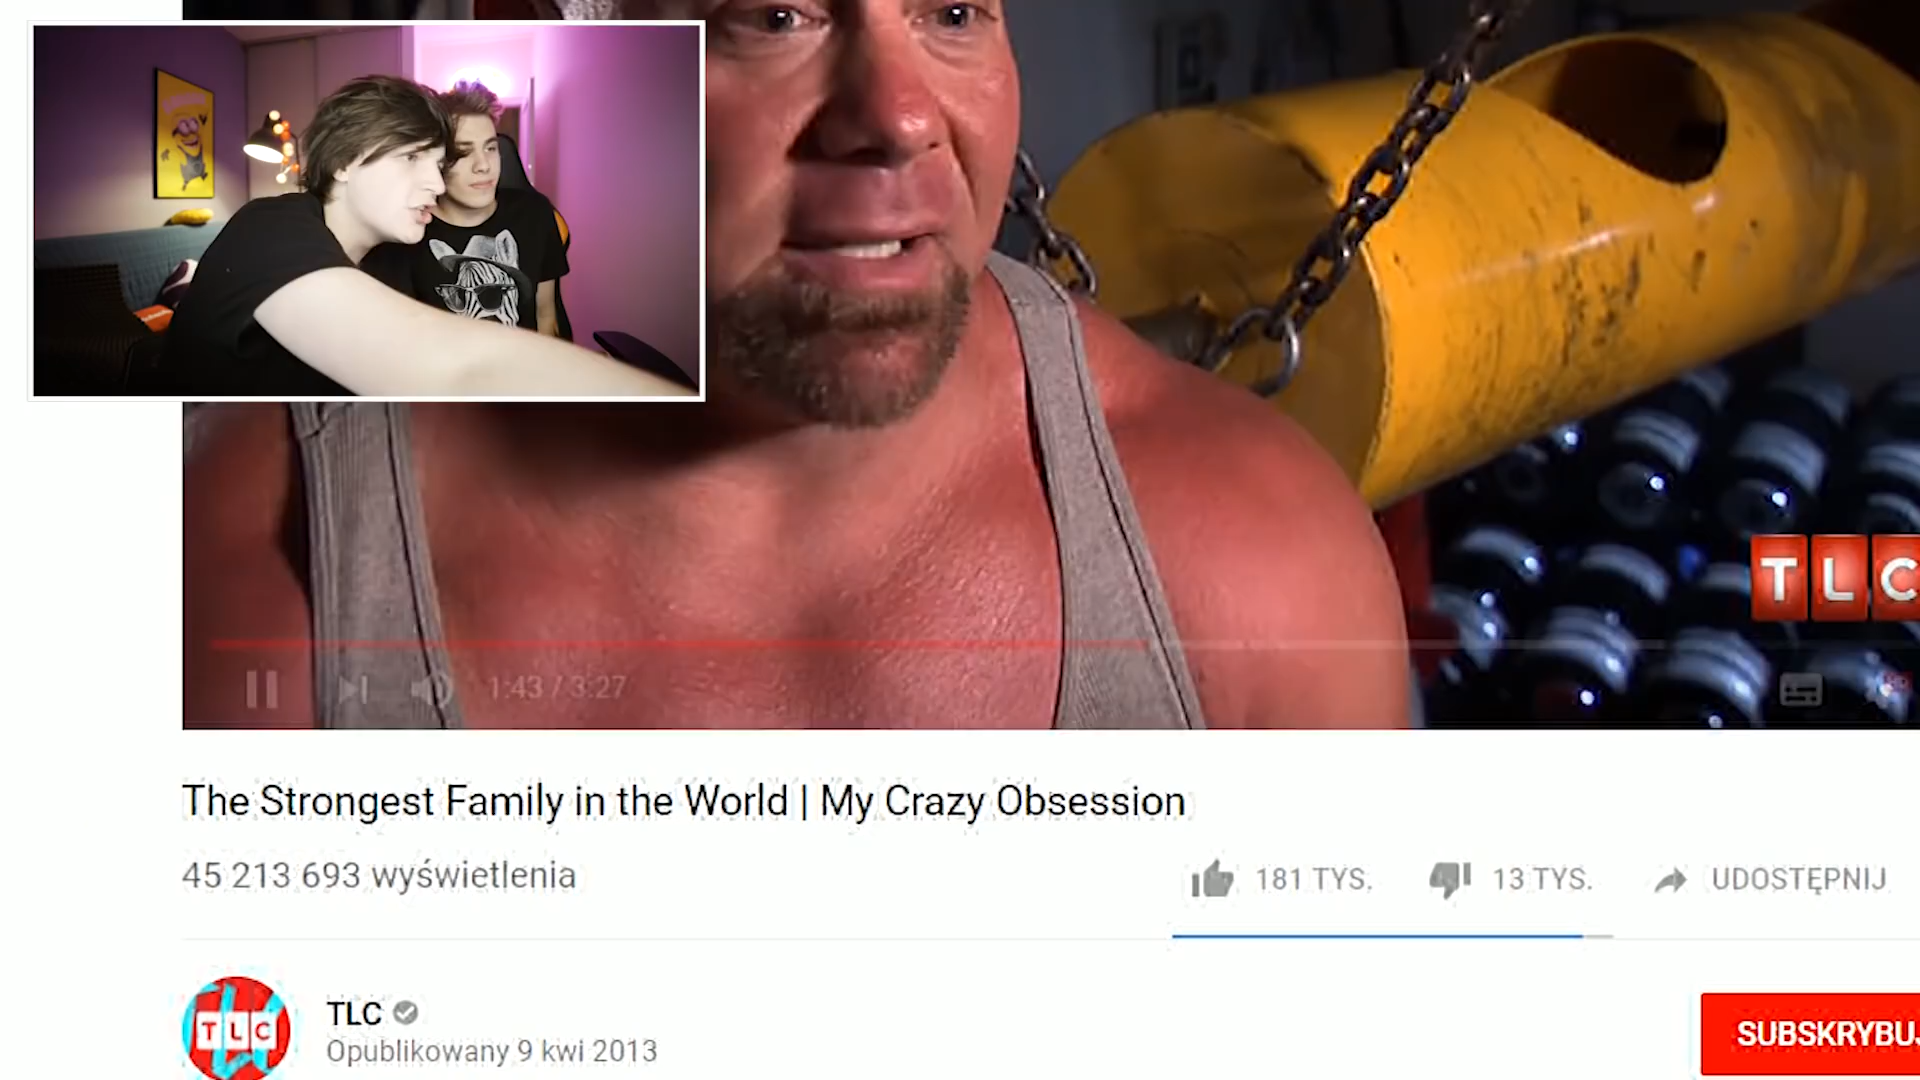 TLC
1:43 / 3:27
The Strongest Family in the World | My Crazy Obsession
45 213 693 wyświetlenia
181 TYS.
13 TYS.
UDOSTĘPNIJ
TLC
TLC
Opublikowany 9 kwi 2013
SUBSKRYBUJ